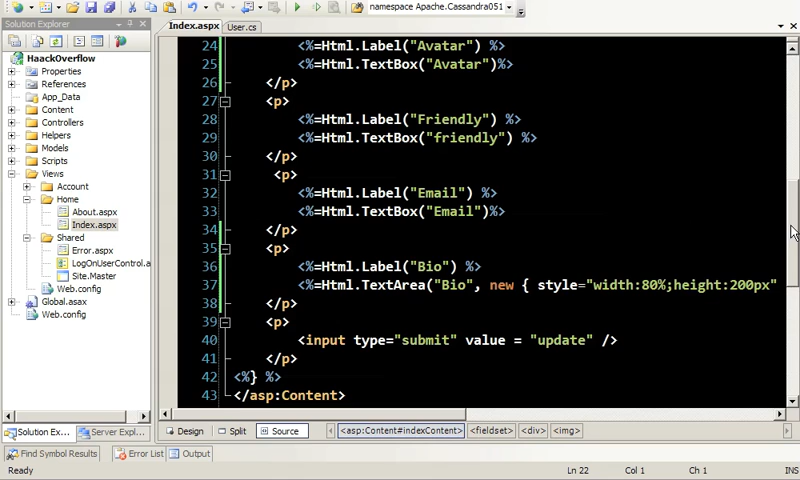 namespace Apache.Cassandra051
Solution Explorer
Index.aspx
User.cs
HaackOverflow
Properties
References
App_Data
Content
Controllers
Helpers
Models
Scripts
Views
Account
Home
About.aspx
Index.aspx
Shared
Error.aspx
LogOnUserControl.a
Site.Master
Web.config
Global.asax
Web.config
24 <%=Html.Label("Avatar") %>
25 <%=Html.TextBox("Avatar")%>
26 </p>
27 <p>
28 <%=Html.Label("Friendly") %>
29 <%=Html.TextBox("friendly") %>
30 </p>
31 <p>
32 <%=Html.Label("Email") %>
33 <%=Html.TextBox("Email")%>
34 </p>
35 <p>
36 <%=Html.Label("Bio") %>
37 <%=Html.TextArea("Bio", new { style="width:80%;height:200px"
38 </p>
39 <p>
40 <input type="submit" value = "update" />
41 </p>
42 <%} %>
43 </asp:Content>
Design Split Source <asp:Content#indexContent> <fieldset> <div> <img>
Solution Ex... Server Expl...
Find Symbol Results Error List Output
Ready Ln 22 Col 1 Ch 1 INS